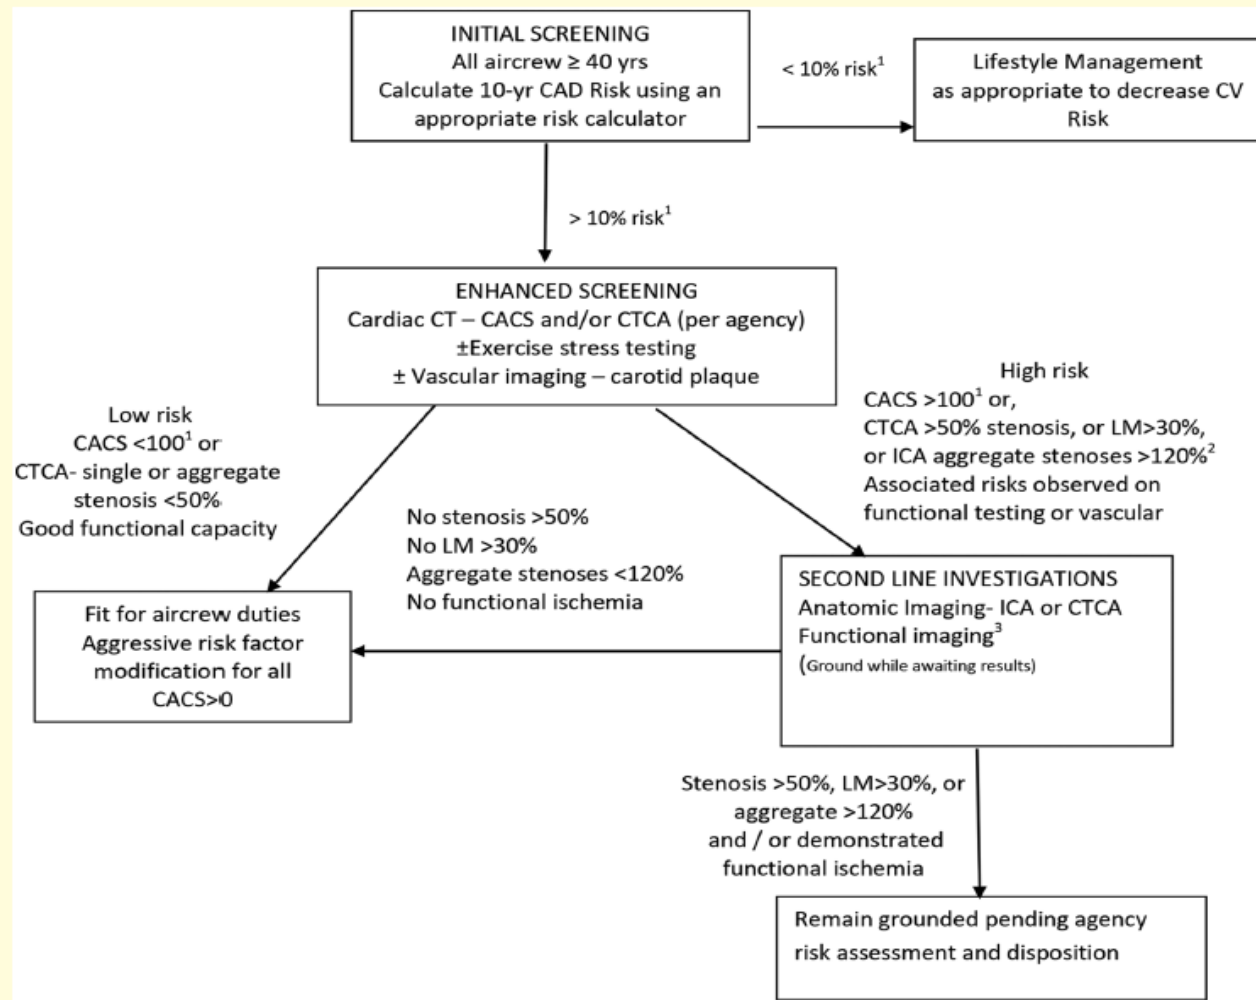 INITIAL SCREENING
All aircrew ≥ 40 yrs
Calculate 10-yr CAD Risk using an
appropriate risk calculator
< 10% risk¹
Lifestyle Management
as appropriate to decrease CV
Risk
> 10% risk¹
ENHANCED SCREENING
Cardiac CT – CACS and/or CTCA (per agency)
±Exercise stress testing
± Vascular imaging – carotid plaque
Low risk
CACS <100¹ or
CTCA- single or aggregate
stenosis <50%
Good functional capacity
High risk
CACS >100¹ or,
CTCA >50% stenosis, or LM>30%,
or ICA aggregate stenoses >120%²
Associated risks observed on
functional testing or vascular
No stenosis >50%
No LM >30%
Aggregate stenoses <120%
No functional ischemia
Fit for aircrew duties
Aggressive risk factor
modification for all
CACS>0
SECOND LINE INVESTIGATIONS
Anatomic Imaging- ICA or CTCA
Functional imaging³
(Ground while awaiting results)
Stenosis >50%, LM>30%, or
aggregate >120%
and / or demonstrated
functional ischemia
Remain grounded pending agency
risk assessment and disposition